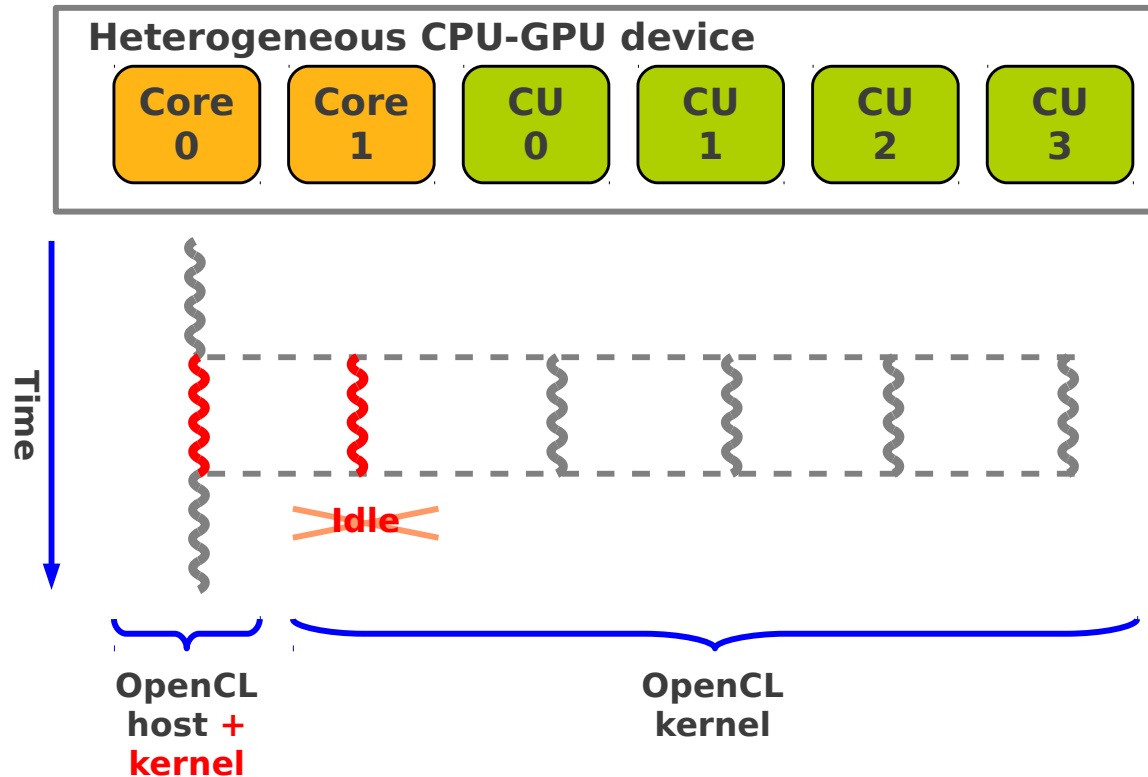 Heterogeneous CPU-GPU device
Core
0
Core
1
CU
0
CU
1
CU
2
CU
3
Time
Idle
OpenCL
host +
kernel
OpenCL
kernel